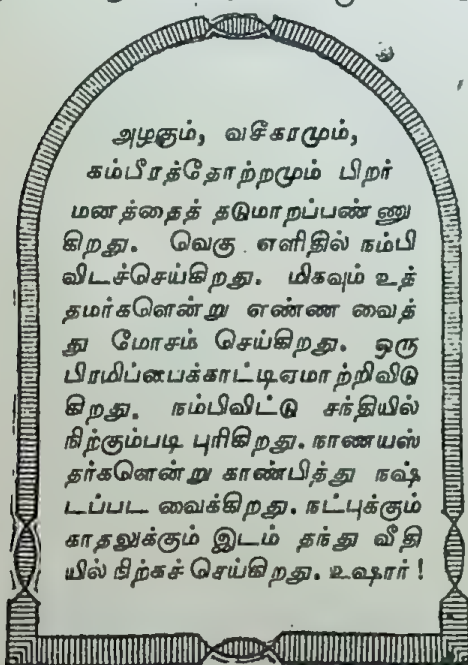 அழகும், வசீகரமும்,
கம்பீரத்தோற்றமும் பிறர்
மனத்தைத் தடுமாறப்பண் ணு
கிறது. வெகு எளிதில் நம்பி
விடச்செய்கிறது. மிகவும் உத்
தமர்களென்று எண்ண வைத்
து மோசம் செய்கிறது. ஒரு
பிரமிப்பைக்காட்டிஏமாற்றிவிடு
கிறது. நம்பிவிட்டு சந்தியில்
நிற்கும்படி புரிகிறது. நாணயஸ்
தர்களென்று காண்பித்து நஷ்
டப்பட வைக்கிறது. நட்புக்கும்
காதலுக்கும் இடம் தந்து வீதி
யில் நிற்கச் செய்கிறது. உஷார் !